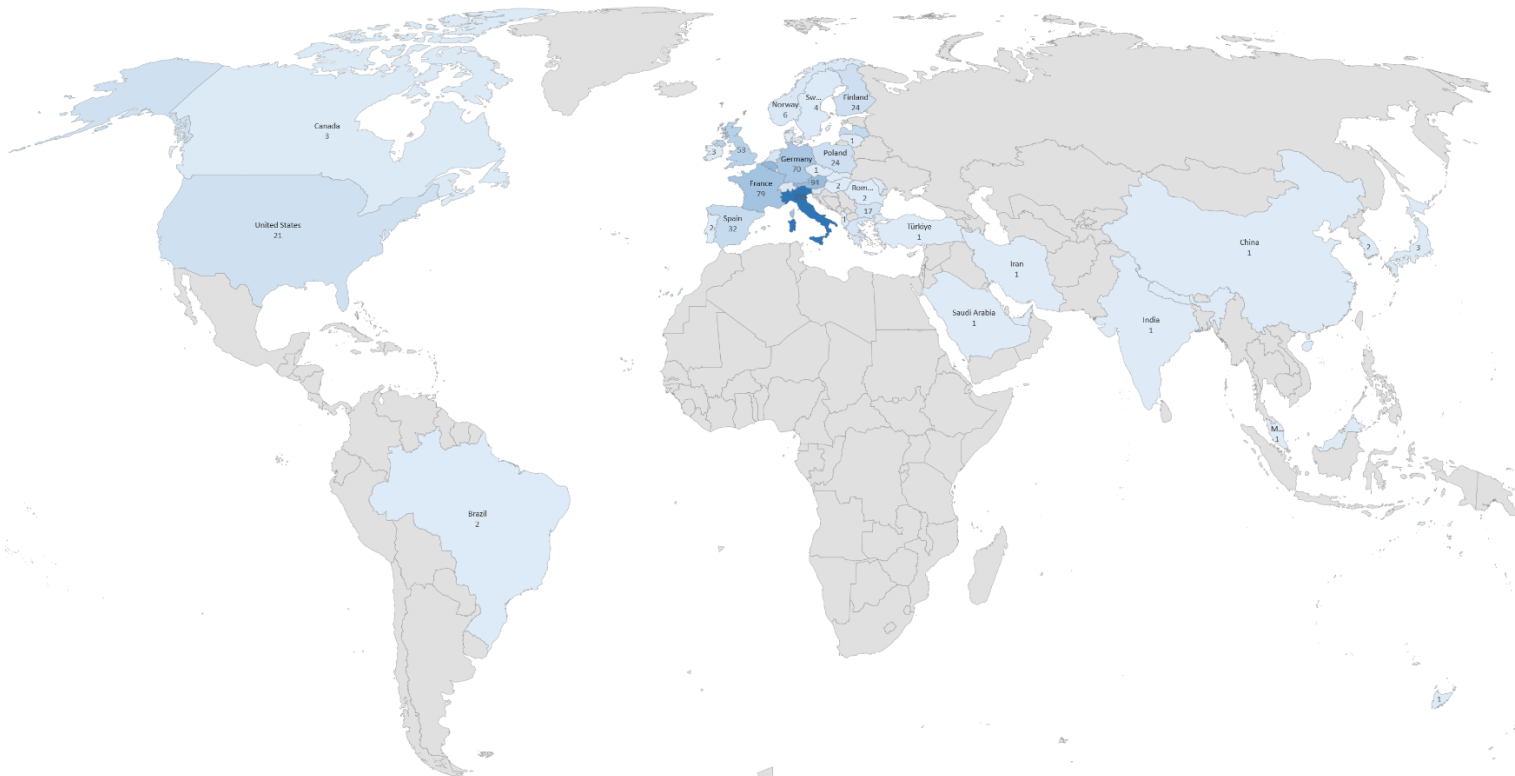 Canada
3
United States
21
Brazil
2
Norway
6
Sw...
4
Finland
24
1
3
53
Germany
70
Poland
24
1
91
France
79
2
Rom...
2
17
1
2
Spain
32
Türkiye
1
Iran
1
Saudi Arabia
1
China
1
India
1
2
3
M...
1
1